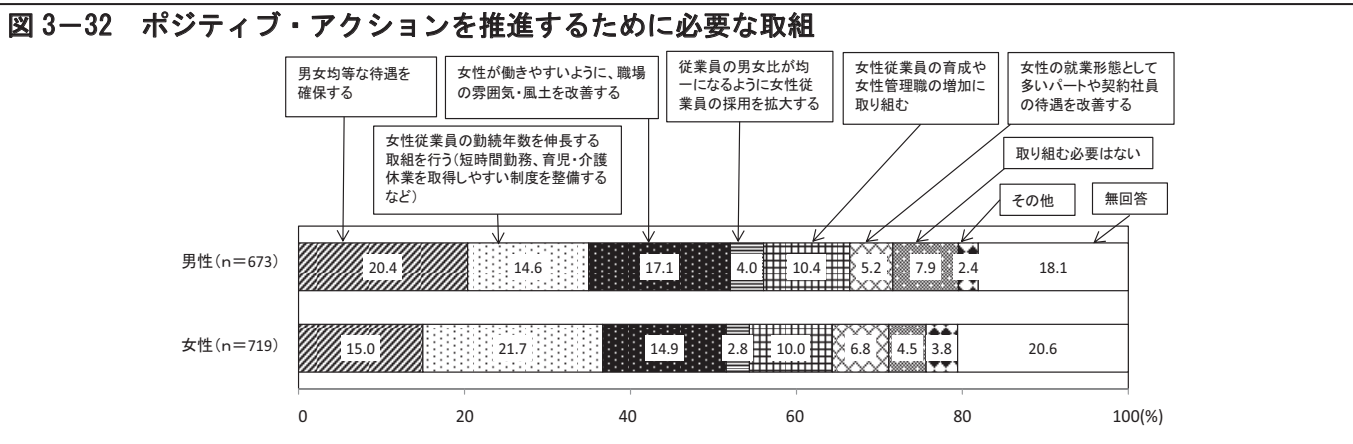 図 3－32　ポジティブ・アクションを推進するために必要な取組
男女均等な待遇を
確保する
女性が働きやすいように、職場
の雰囲気・風土を改善する
従業員の男女比が均
一になるように女性従
業員の採用を拡大する
女性従業員の育成や
女性管理職の増加に
取り組む
女性の就業形態として
多いパートや契約社員
の待遇を改善する
女性従業員の勤続年数を伸長する
取組を行う（短時間勤務、育児・介護
休業を取得しやすい制度を整備する
など）
取り組む必要はない
その他
無回答
男性（n＝673）
20.4 14.6 17.1 4.0 10.4 5.2 7.9 2.4 18.1
女性（n＝719）
15.0 21.7 14.9 2.8 10.0 6.8 4.5 3.8 20.6
0 20 40 60 80 100(%)